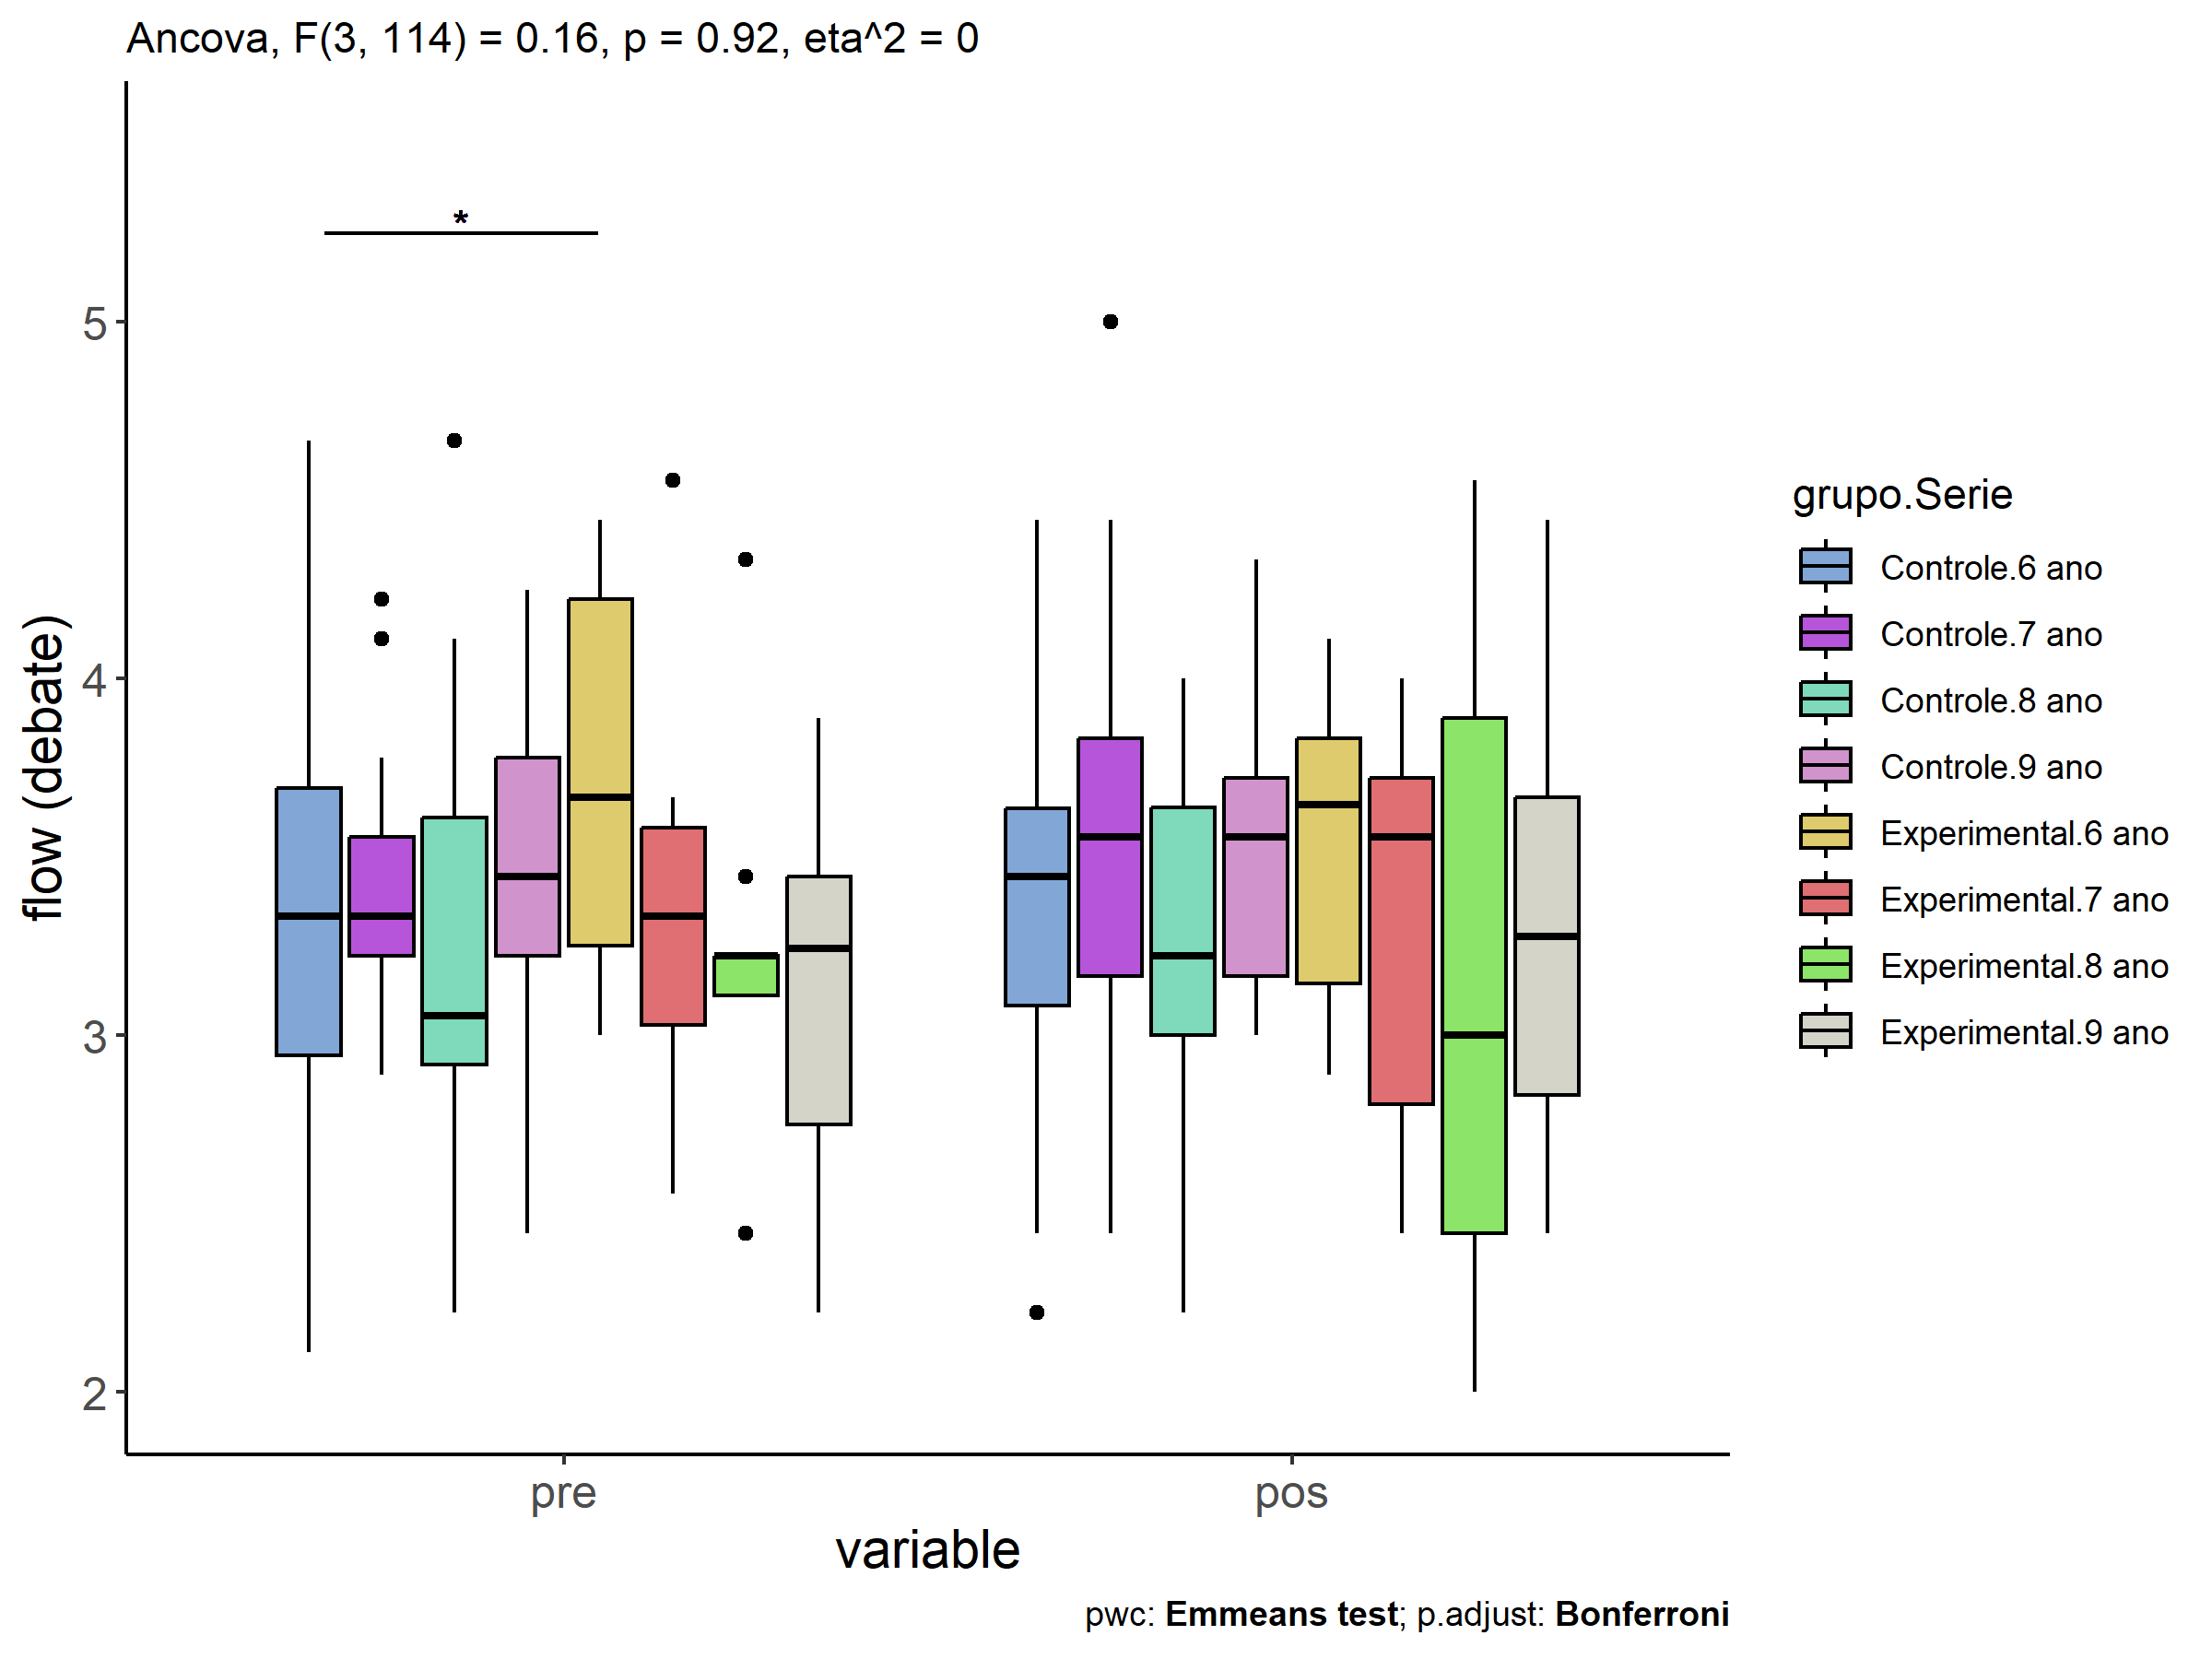 Ancova, F(3, 114) = 0.16, p = 0.92, eta^2 = 0
*
5
4
3
2
flow (debate)
pre
pos
variable
grupo.Serie
Controle.6 ano
Controle.7 ano
Controle.8 ano
Controle.9 ano
Experimental.6 ano
Experimental.7 ano
Experimental.8 ano
Experimental.9 ano
pwc: Emmeans test; p.adjust: Bonferroni